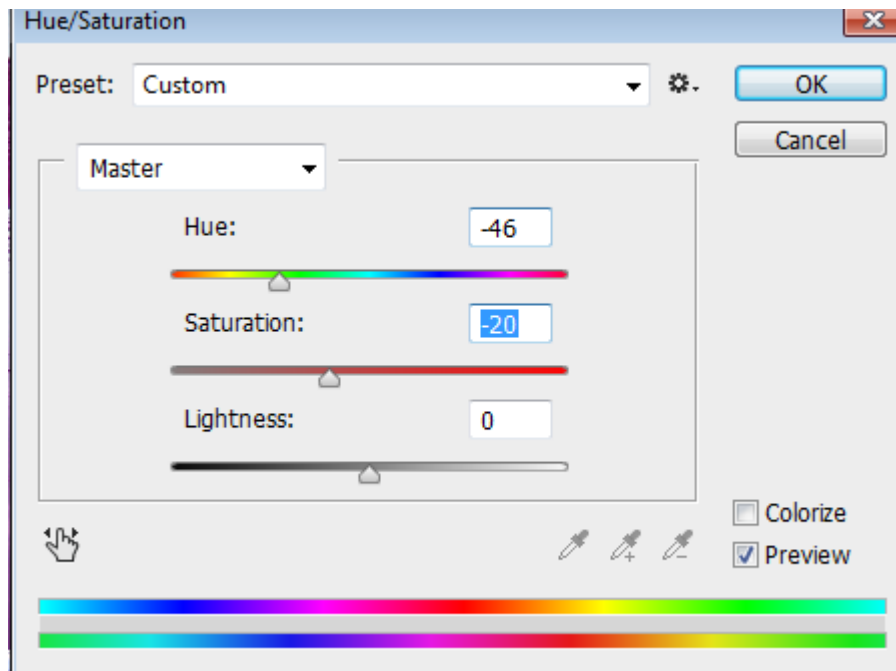 Hue/Saturation
Preset: Custom
OK
Cancel
Master
Hue: -46
Saturation: -20
Lightness: 0
Colorize
Preview